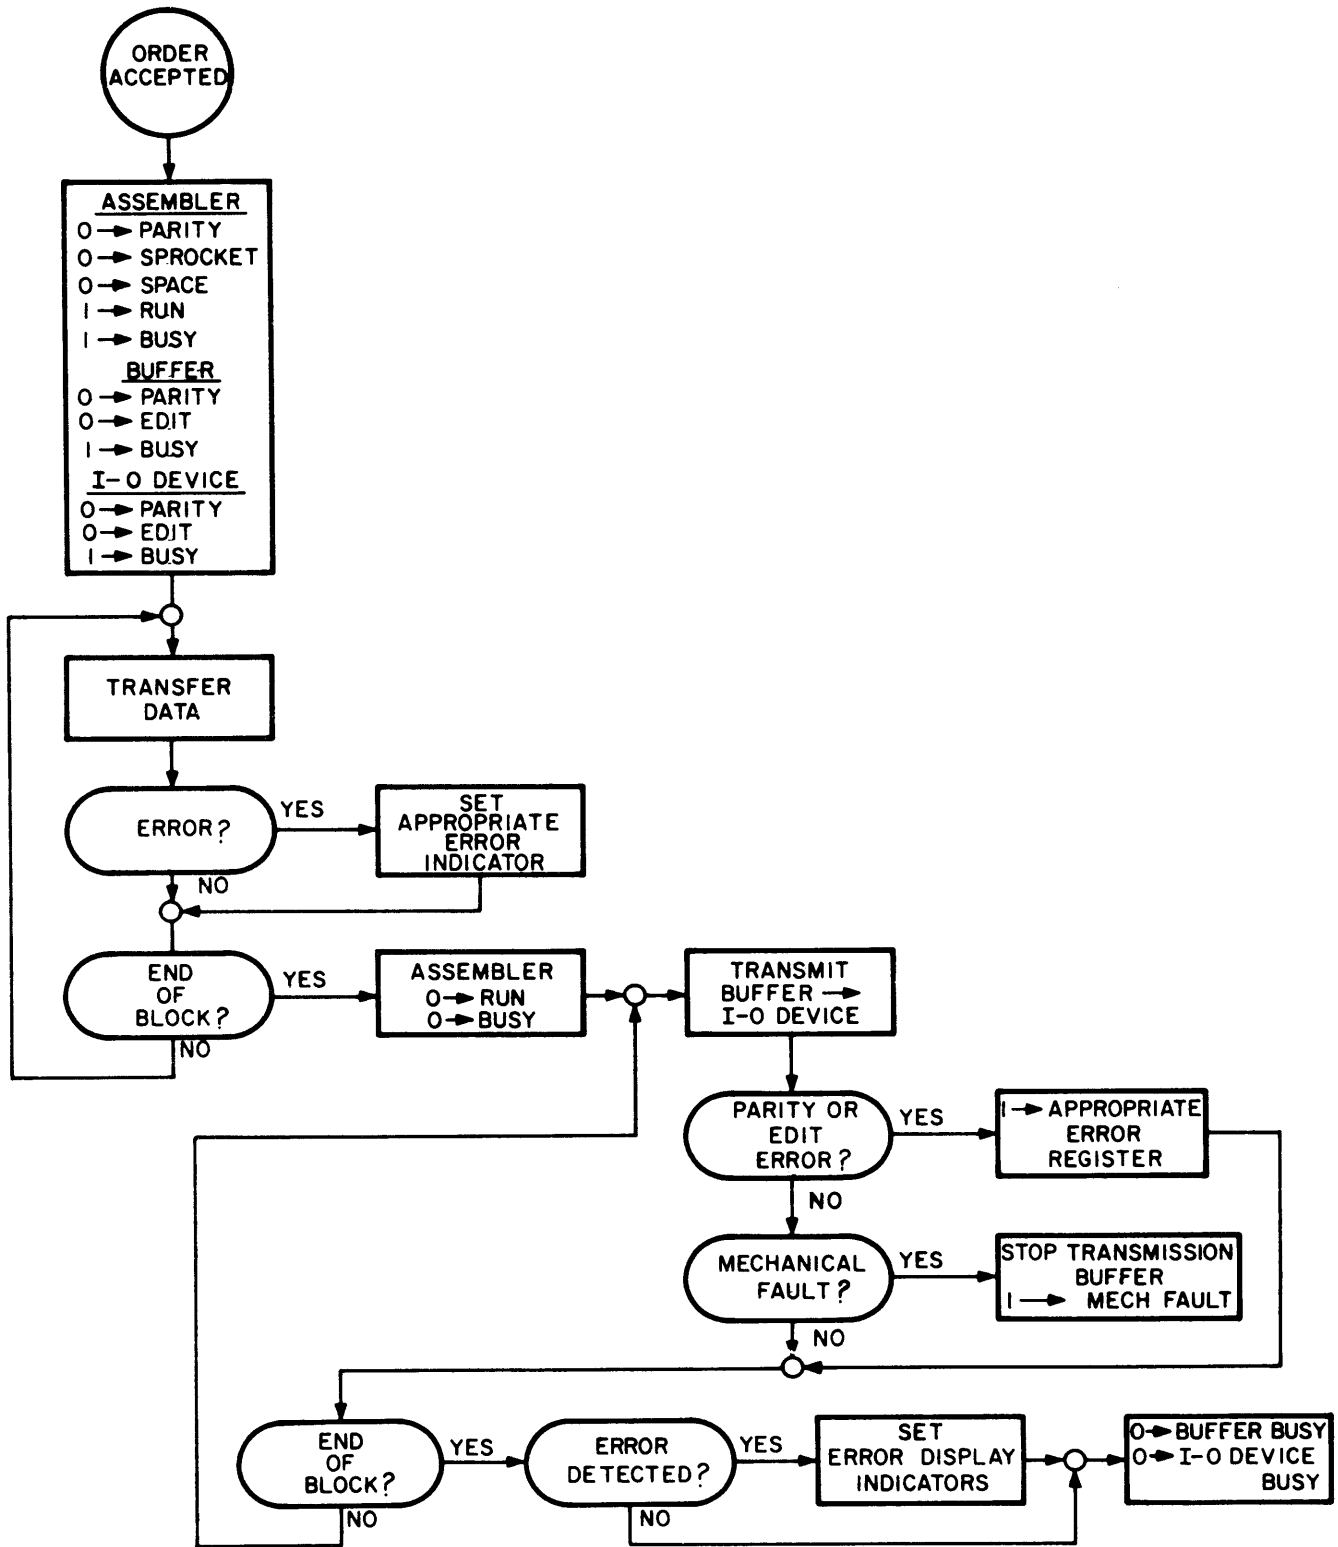 ORDER
ACCEPTED
ASSEMBLER
0→ PARITY
0→ SPROCKET
0→ SPACE
1→ RUN
1→ BUSY
BUFFER
0→ PARITY
0→ EDIT
1→ BUSY
I-O DEVICE
0→ PARITY
0→ EDIT
1→ BUSY
TRANSFER
DATA
ERROR?
YES
NO
SET
APPROPRIATE
ERROR
INDICATOR
END
OF
BLOCK?
YES
NO
ASSEMBLER
0→ RUN
0→ BUSY
TRANSMIT
BUFFER →
I-O DEVICE
PARITY OR
EDIT
ERROR?
YES
NO
1→ APPROPRIATE
ERROR
REGISTER
MECHANICAL
FAULT?
YES
NO
STOP TRANSMISSION
BUFFER
1→ MECH FAULT
END
OF
BLOCK?
YES
NO
ERROR
DETECTED?
YES
NO
SET
ERROR DISPLAY
INDICATORS
0→ BUFFER BUSY
0→ I-O DEVICE
BUSY